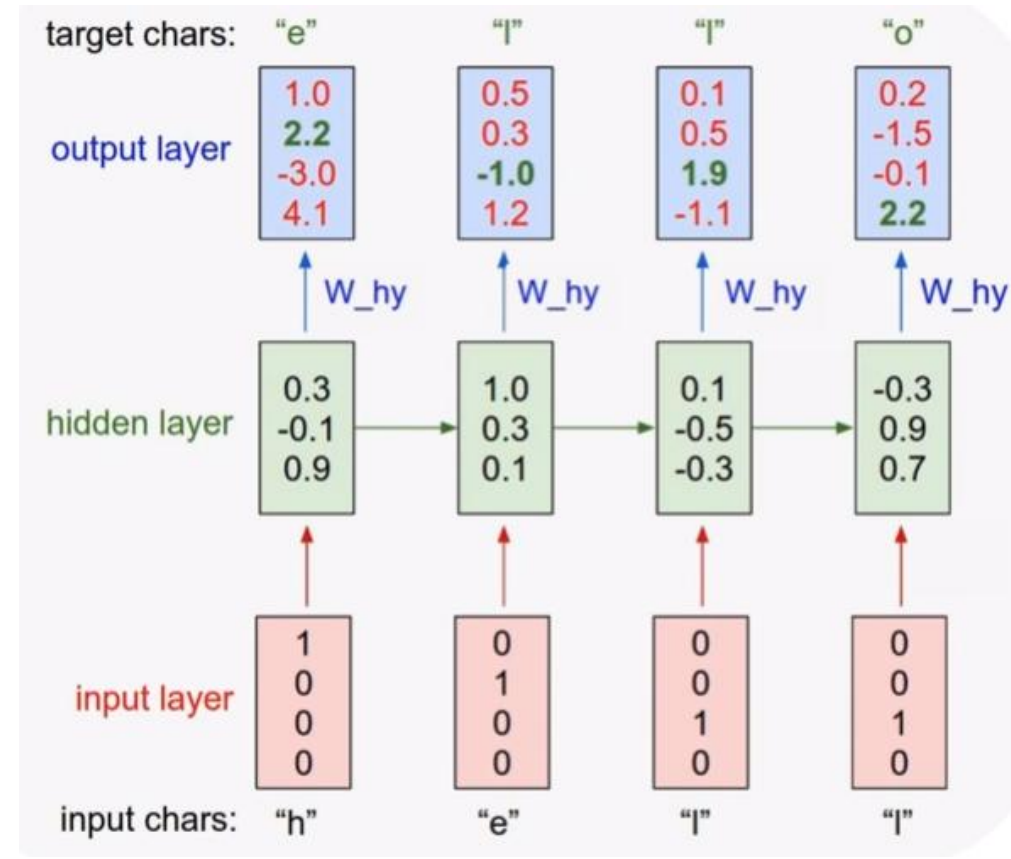 target chars: “e” “l” “l” “o”
output layer
1.0 0.5 0.1 0.2
2.2 0.3 0.5 -1.5
-3.0 -1.0 1.9 -0.1
4.1 1.2 -1.1 2.2
W_hy W_hy W_hy W_hy
hidden layer
0.3 1.0 0.1 -0.3
-0.1 0.3 -0.5 0.9
0.9 0.1 -0.3 0.7
input layer
1 0 0 0
0 1 0 0
0 0 1 1
0 0 0 0
input chars: “h” “e” “l” “l”